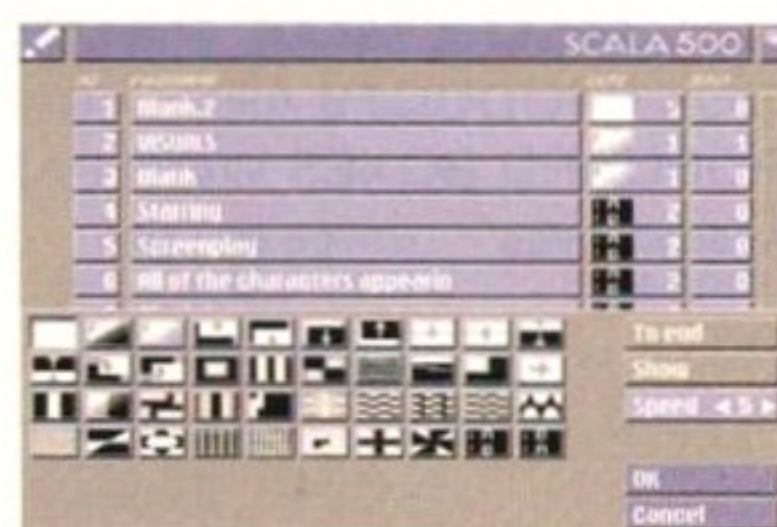 SCALA 500
1 Blank.2 5 0
2 VISUALS 1 1
3 Blank 1 0
4 Starring 2 0
5 Screenplay 2 0
6 All of the characters appearin 2 0
To end
Show
Speed 5
OK
Cancel